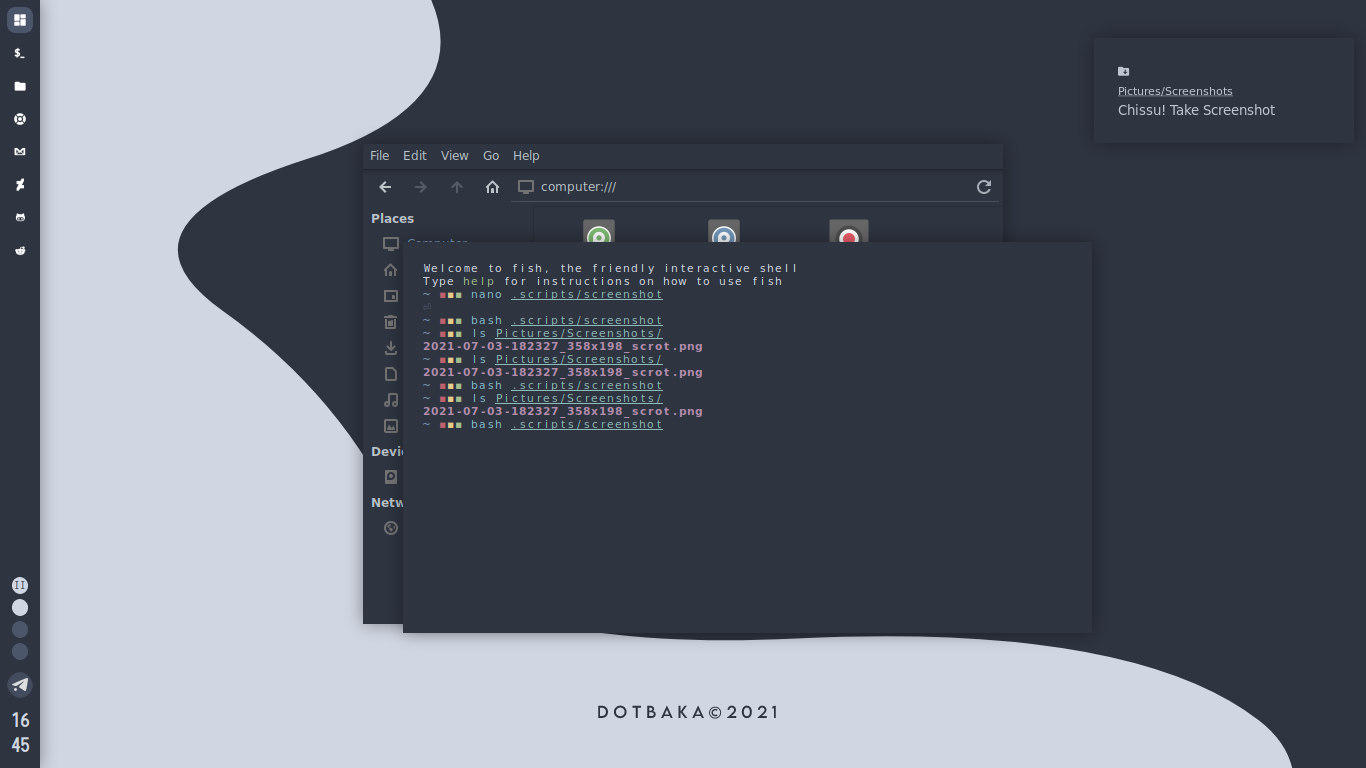 $_
Pictures/Screenshots
Chissu! Take Screenshot
File Edit View Go Help
computer:///
Places
Computer
Devi
Netw
Welcome to fish, the friendly interactive shell
Type help for instructions on how to use fish
~ nano .scripts/screenshot
⏎
~ bash .scripts/screenshot
~ ls Pictures/Screenshots/
2021-07-03-182327_358x198_scrot.png
~ ls Pictures/Screenshots/
2021-07-03-182327_358x198_scrot.png
~ bash .scripts/screenshot
~ ls Pictures/Screenshots/
2021-07-03-182327_358x198_scrot.png
~ bash .scripts/screenshot
16
45
DOTBAKA©2021